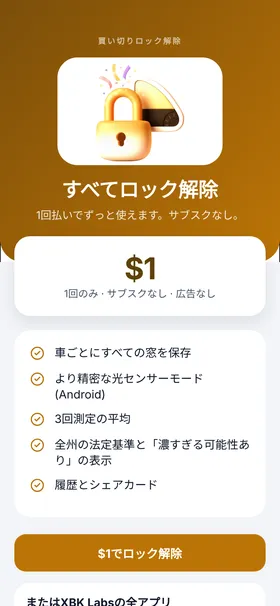 買い切りロック解除
すべてロック解除
1回払いでずっと使えます。サブスクなし。
$1
1回のみ · サブスクなし · 広告なし
車ごとにすべての窓を保存
より精密な光センサーモード
(Android)
3回測定の平均
全州の法定基準と「濃すぎる可能性あ
り」の表示
履歴とシェアカード
$1でロック解除
またはXBK Labsの全アプリ